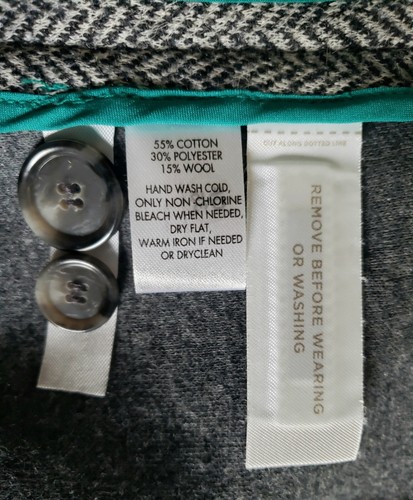 55% COTTON
30% POLYESTER
15% WOOL
HAND WASH COLD,
ONLY NON -CHLORINE
BLEACH WHEN NEEDED,
DRY FLAT,
WARM IRON IF NEEDED
OR DRYCLEAN
REMOVE BEFORE WEARING
OR WASHING